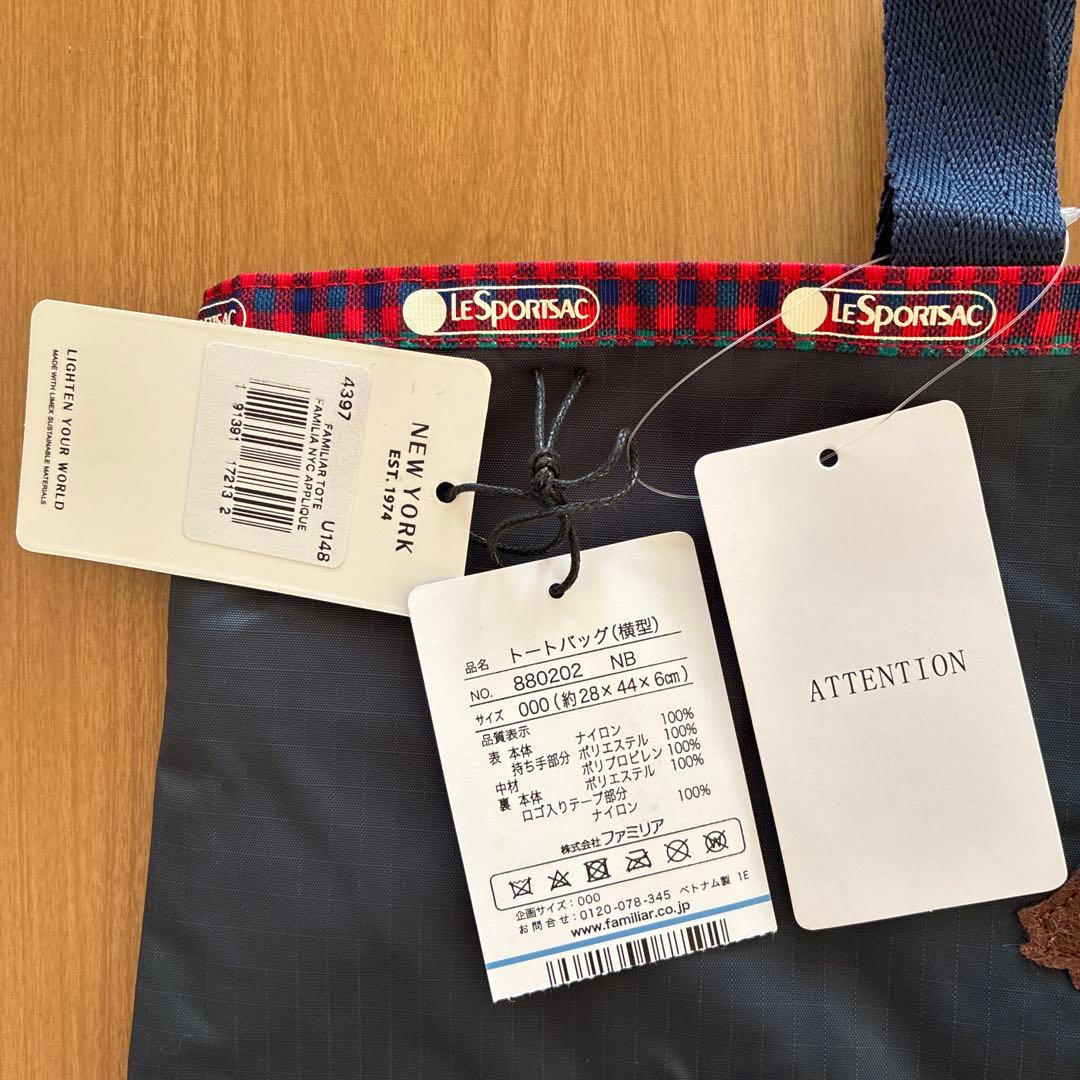 LESPORTSAC
LESPORTSAC
NEW YORK
EST. 1974
4397
U148
FAMILIAR TOTE
FAMILIA NYC APPLIQUE
1 91391 17213 2
LIGHTEN YOUR WORLD
MADE WITH LIMEX SUSTAINABLE MATERIALS
品名 トートバッグ(横型)
NO. 880202 NB
サイズ 000(約28×44×6㎝)
品質表示
表 本体 ナイロン 100%
持ち手部分 ポリエステル 100%
中材 ポリプロピレン 100%
裏 本体 ポリエステル 100%
ロゴ入りテープ部分
ナイロン 100%
株式会社ファミリア
企画サイズ:000
お問合せ:0120-078-345 ベトナム製 1E
www.familiar.co.jp
ATTENTION